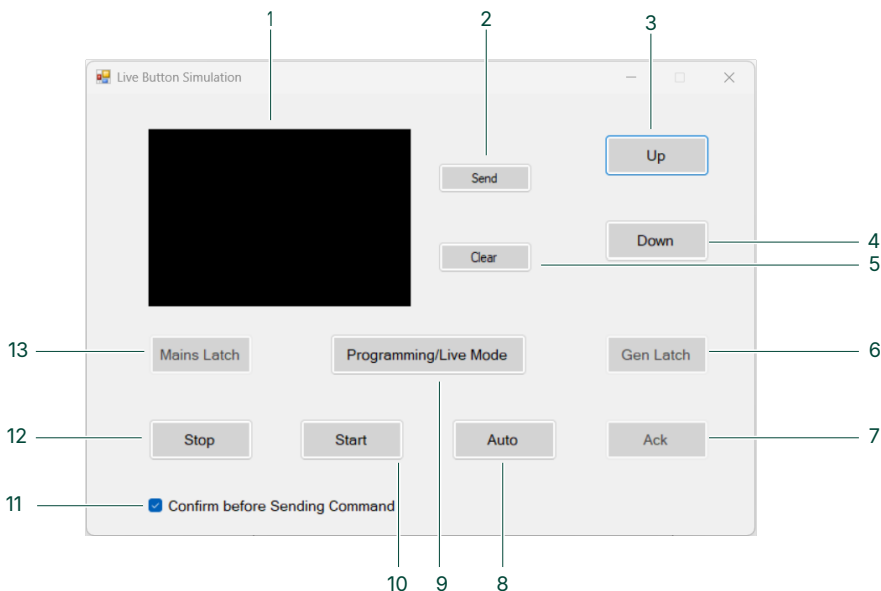 1
2
3
Live Button Simulation
Up
Send
Down
4
Clear
5
13
Mains Latch
Programming/Live Mode
Gen Latch
6
12
Stop
Start
Auto
Ack
7
11
Confirm before Sending Command
10
9
8